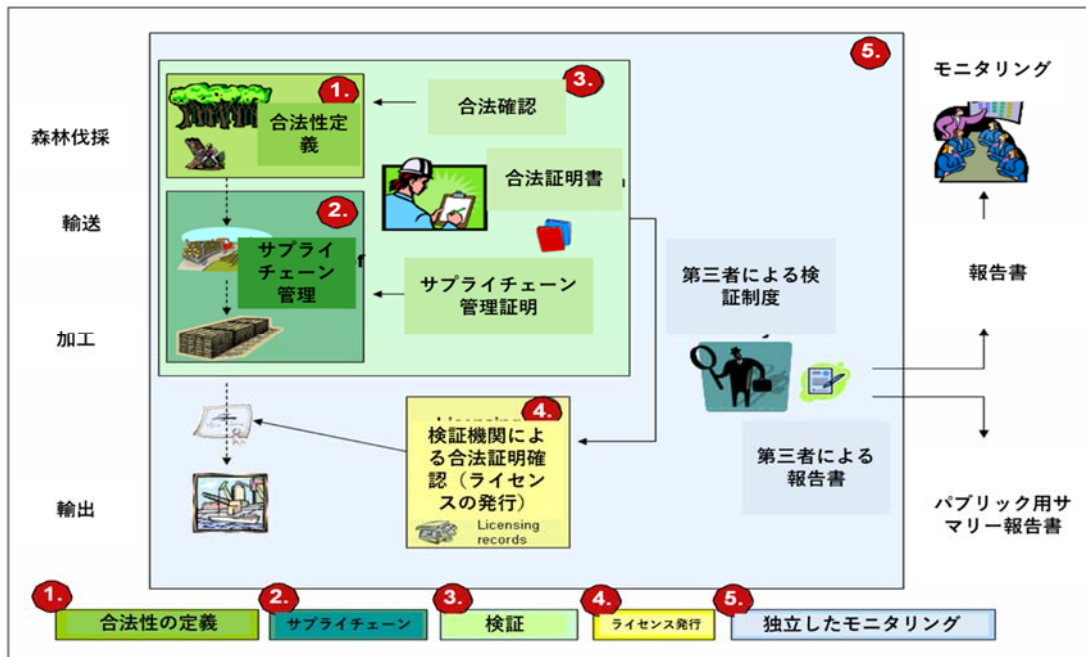 5.
モニタリング
3.
1.
合法確認
合法性定
義
森林伐採
合法証明書
2.
輸送
サプライ
チェーン
管理
サプライチェーン
管理証明
第三者による検
証制度
報告書
加工
4.
検証機関によ
る合法証明確
認（ライセン
スの発行）
Licensing
records
第三者による
報告書
輸出
パブリック用サ
マリー報告書
1.
合法性の定義
2.
サプライチェーン
3.
検証
4.
ライセンス発行
5.
独立したモニタリング